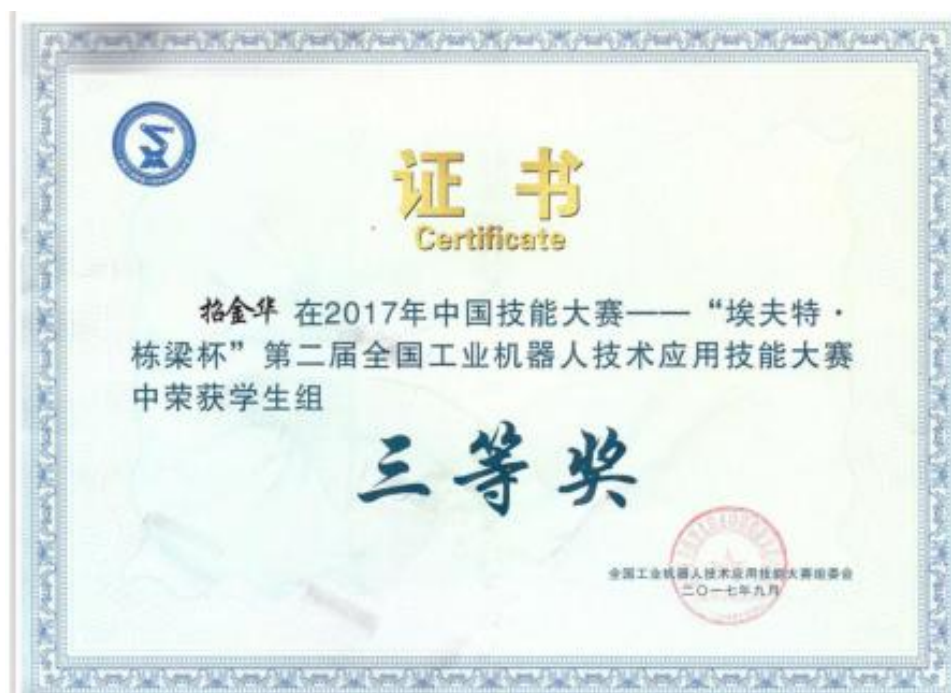 证 书
Certificate
招金华 在2017年中国技能大赛——“埃夫特·
栋梁杯”第二届全国工业机器人技术应用技能大赛
中荣获学生组
三等奖
全国工业机器人技术应用技能大赛组委会
二〇一七年九月